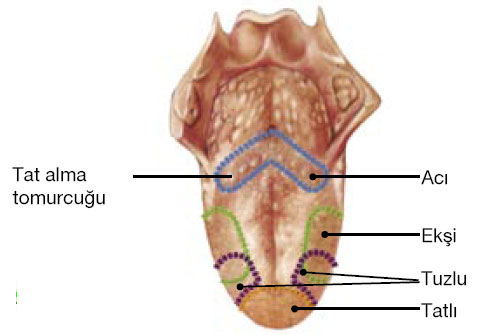 Tat alma
tomurcuğu
Acı
Ekşi
Tuzlu
Tatlı